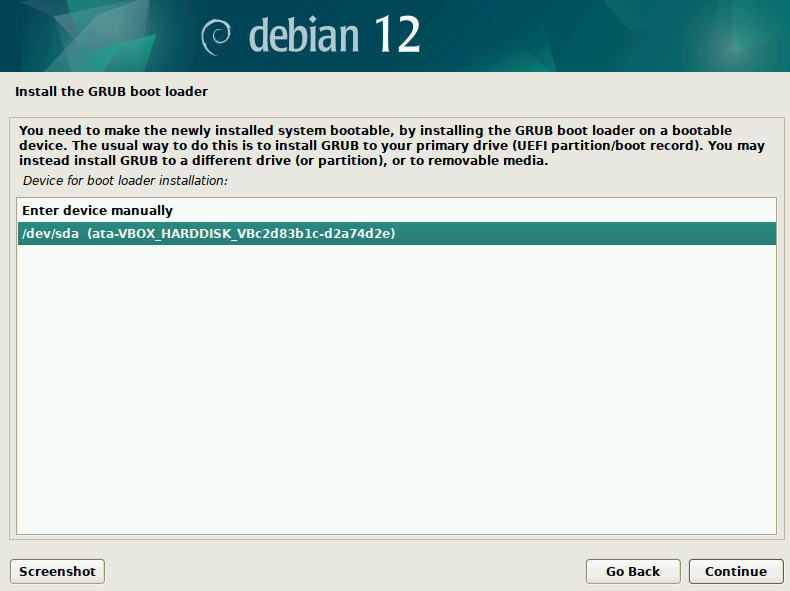 debian 12
Install the GRUB boot loader
You need to make the newly installed system bootable, by installing the GRUB boot loader on a bootable
device. The usual way to do this is to install GRUB to your primary drive (UEFI partition/boot record). You may
instead install GRUB to a different drive (or partition), or to removable media.
Device for boot loader installation:
Enter device manually
/dev/sda  (ata-VBOX_HARDDISK_VBc2d83b1c-d2a74d2e)
Screenshot
Go Back
Continue